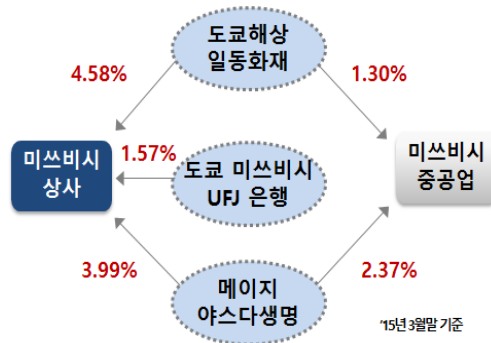 도쿄해상
일동화재
4.58%
1.30%
미쓰비시
상사
1.57%
도쿄 미쓰비시
UFJ 은행
미쓰비시
중공업
3.99%
2.37%
메이지
야스다생명
'15년 3월말 기준